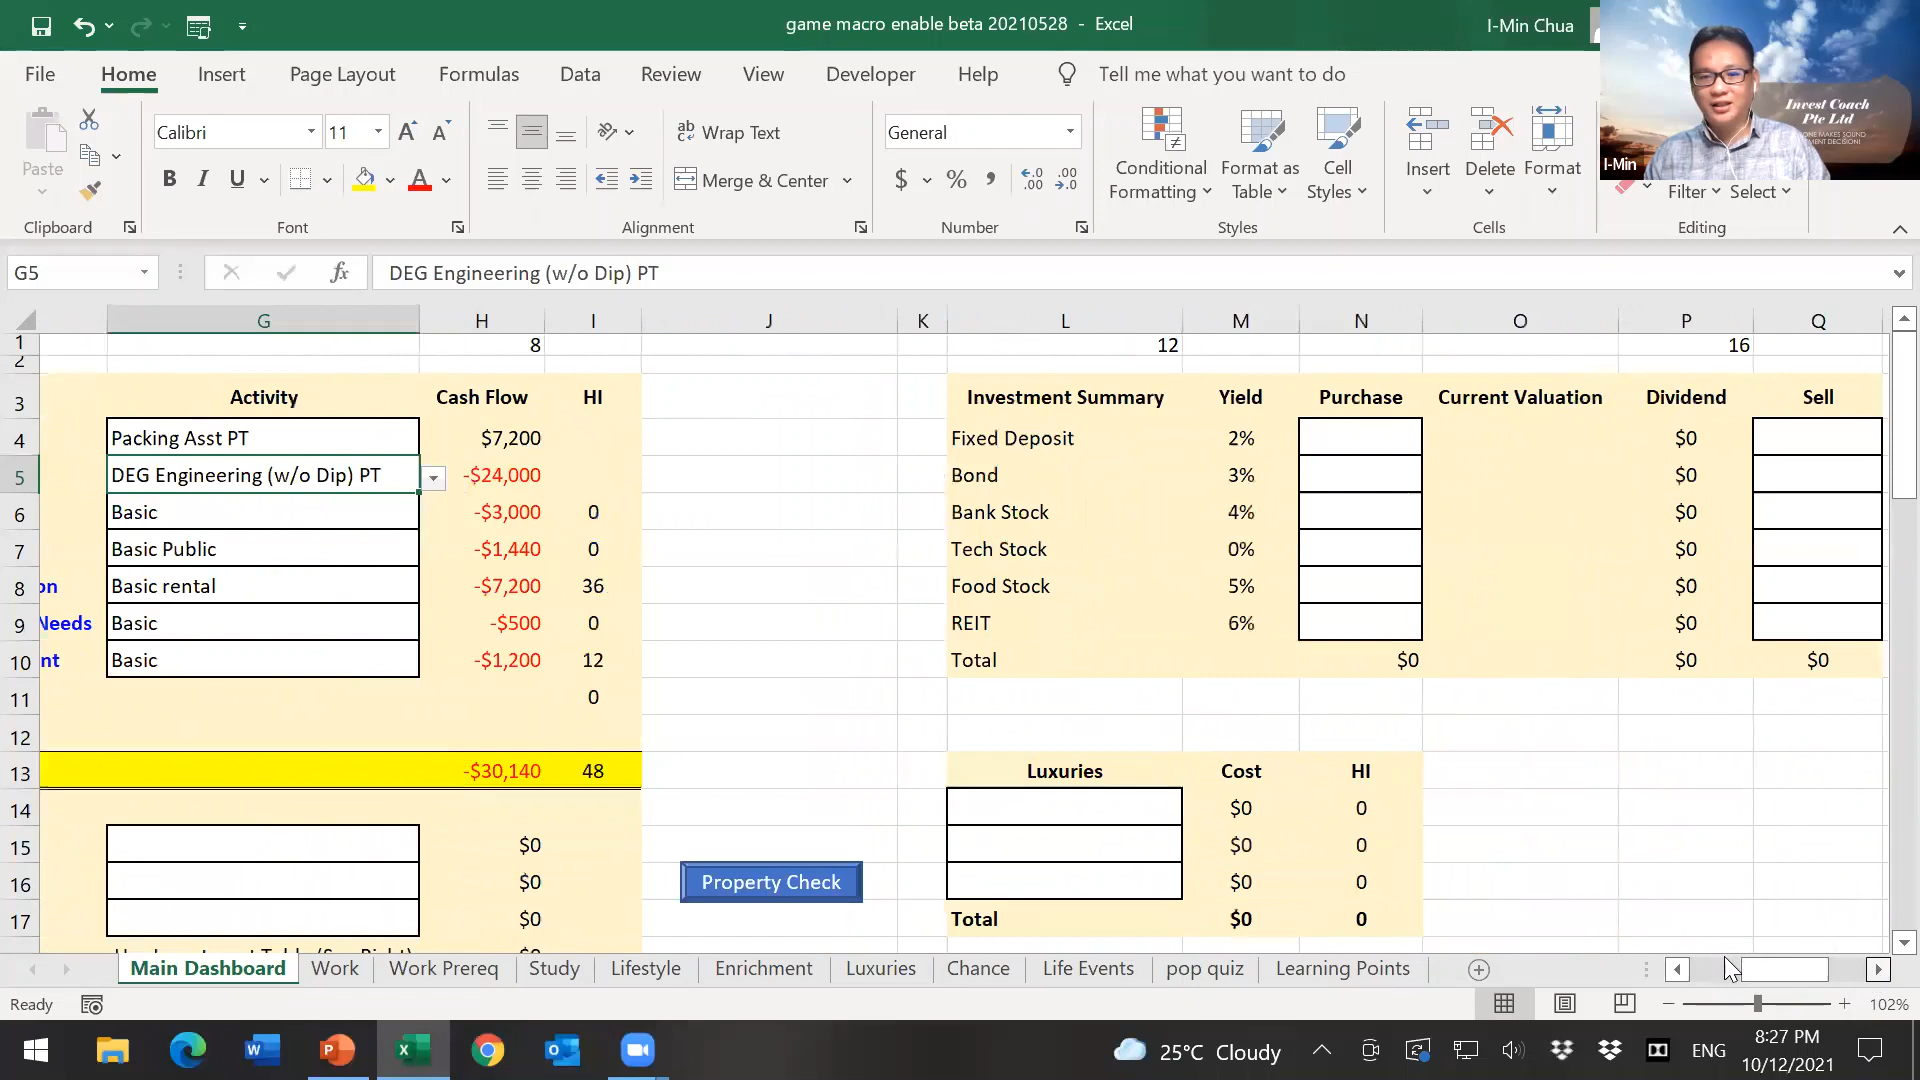 game macro enable beta 20210528 - Excel
I-Min Chua
File Home Insert Page Layout Formulas Data Review View Developer Help Tell me what you want to do
Invest Coach
Pte Ltd
I-Min
Paste
Calibri 11
B I U
Wrap Text
Merge & Center
General
$ % ,
Conditional
Formatting
Format as
Table
Cell
Styles
Insert Delete Format
Filter Select
Clipboard Font Alignment Number Styles Cells Editing
G5 fx DEG Engineering (w/o Dip) PT
G H I J K L M N O P Q
1 8 12 16
2
3 Activity Cash Flow HI Investment Summary Yield Purchase Current Valuation Dividend Sell
4 Packing Asst PT $7,200 Fixed Deposit 2% $0
5 DEG Engineering (w/o Dip) PT -$24,000 Bond 3% $0
6 Basic -$3,000 0 Bank Stock 4% $0
7 Basic Public -$1,440 0 Tech Stock 0% $0
8 on Basic rental -$7,200 36 Food Stock 5% $0
9 Needs Basic -$500 0 REIT 6% $0
10 nt Basic -$1,200 12 Total $0 $0 $0
11 0
12
13 -$30,140 48 Luxuries Cost HI
14 $0 0
15 $0 $0 0
16 $0 Property Check $0 0
17 $0 Total $0 0
Main Dashboard Work Work Prereq Study Lifestyle Enrichment Luxuries Chance Life Events pop quiz Learning Points
Ready 102%
25°C Cloudy ENG
8:27 PM
10/12/2021